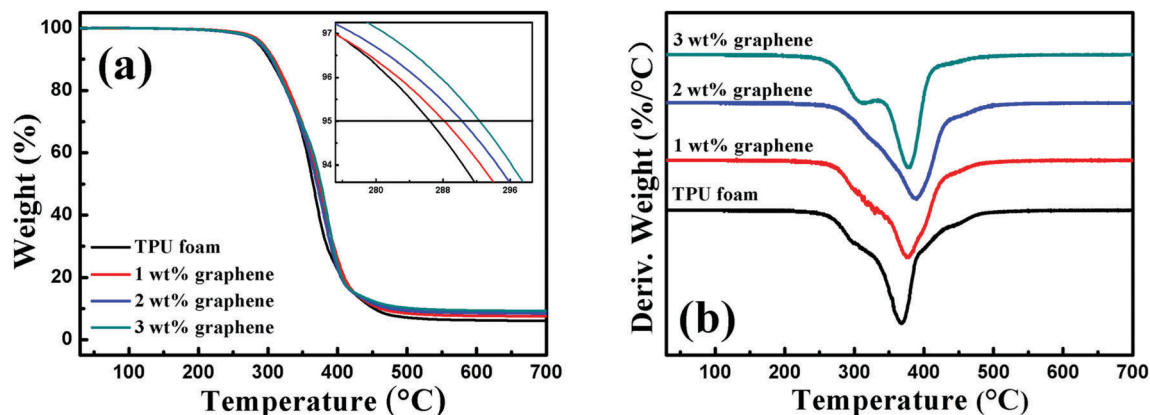 100
80
60
40
20
0
Weight (%)
(a)
97
96
95
94
280
284
288
292
296
TPU foam
1 wt% graphene
2 wt% graphene
3 wt% graphene
100
200
300
400
500
600
700
Temperature (°C)
Deriv. Weight (%/°C)
3 wt% graphene
2 wt% graphene
1 wt% graphene
TPU foam
(b)
100
200
300
400
500
600
700
Temperature (°C)